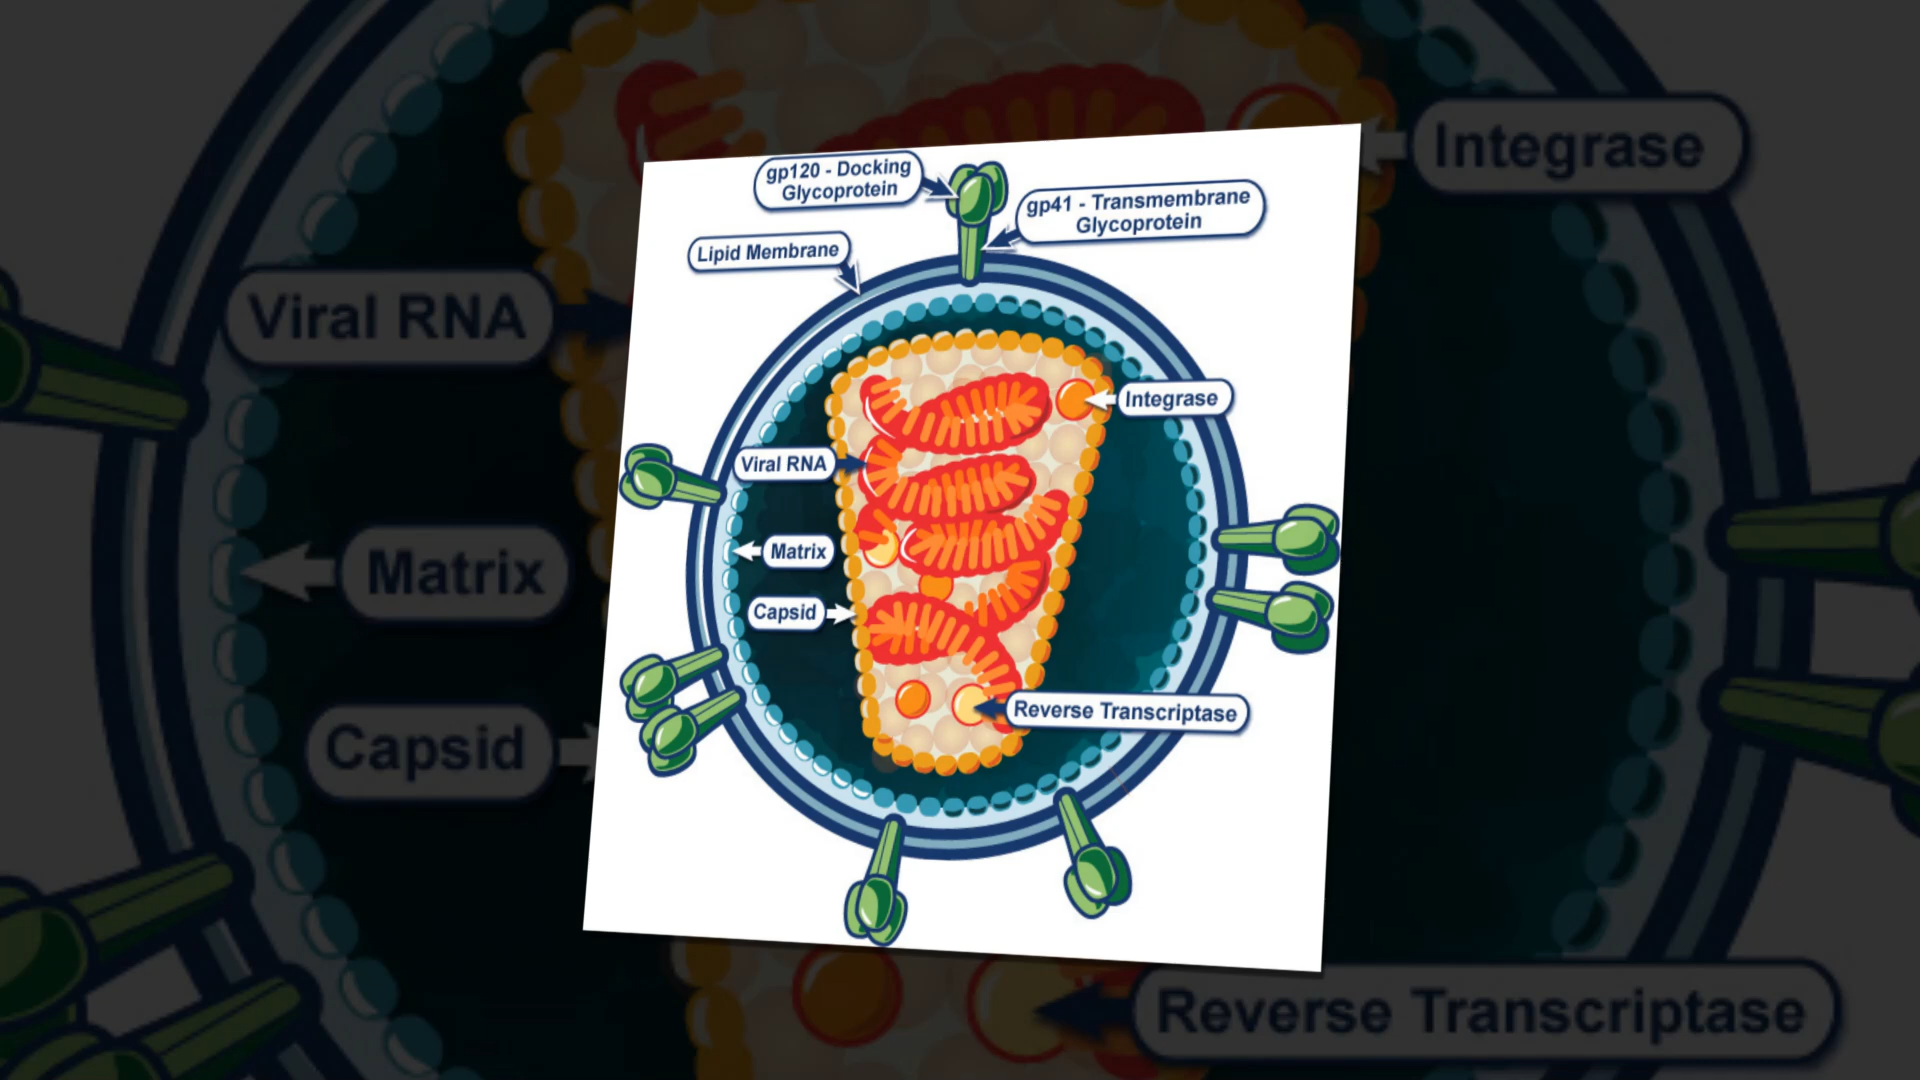 gp120 - Docking
Glycoprotein
gp41 - Transmembrane
Glycoprotein
Lipid Membrane
Integrase
Viral RNA
Matrix
Capsid
Reverse Transcriptase
Integrase
Viral RNA
Matrix
Capsid
Reverse Transcriptase